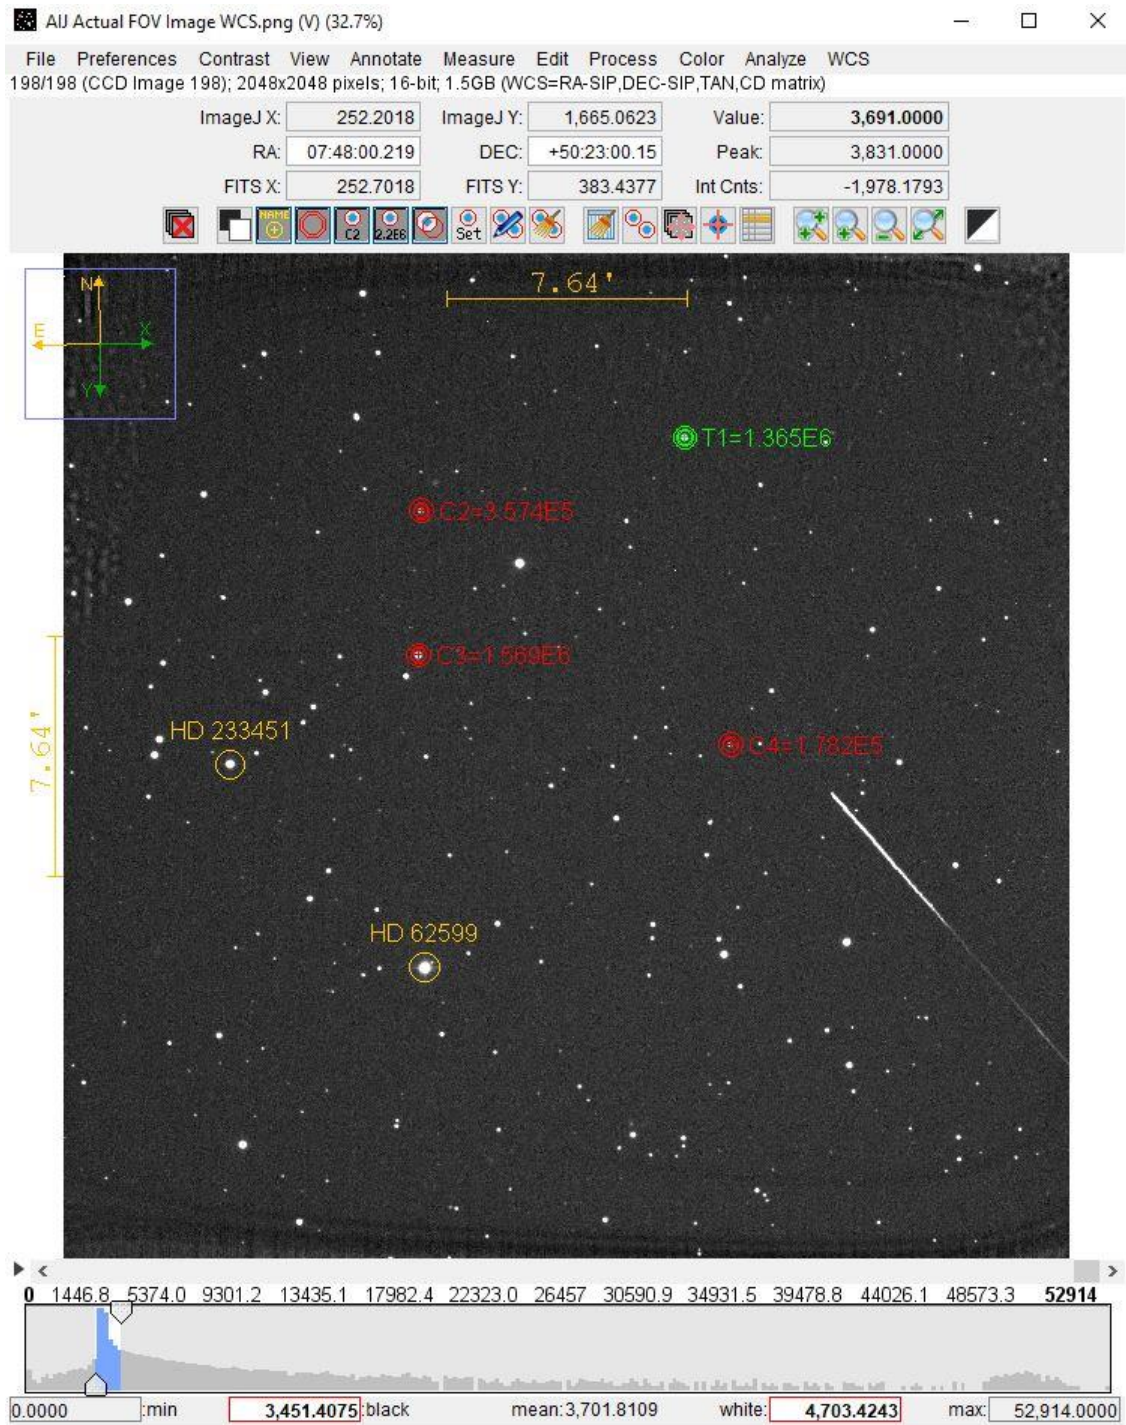 AIJ Actual FOV Image WCS.png (V) (32.7%)
File Preferences Contrast View Annotate Measure Edit Process Color Analyze WCS
198/198 (CCD Image 198); 2048x2048 pixels; 16-bit; 1.5GB (WCS=RA-SIP,DEC-SIP,TAN,CD matrix)
ImageJ X: 252.2018 ImageJ Y: 1,665.0623 Value: 3,691.0000
RA: 07:48:00.219 DEC: +50:23:00.15 Peak: 3,831.0000
FITS X: 252.7018 FITS Y: 383.4377 Int Cnts: -1,978.1793
NAME C2 2.2E6 Set
N 7.64'
E X
Y
T1=1.365E6
C2=3.574E5
C3=1.569E6
HD 233451
C4=1.782E5
7.64'
HD 62599
0 1446.8 5374.0 9301.2 13435.1 17982.4 22323.0 26457 30590.9 34931.5 39478.8 44026.1 48573.3 52914
0.0000 :min 3,451.4075 :black mean:3,701.8109 white: 4,703.4243 max: 52,914.0000